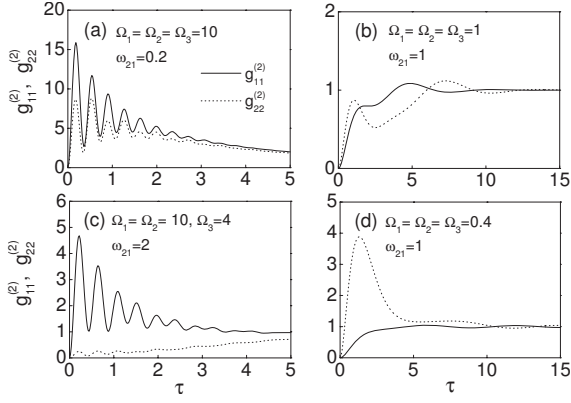 (a) Ω₁= Ω₂= Ω₃=10
ω₂₁=0.2
g₁₁⁽²⁾
g₂₂⁽²⁾
g₁₁⁽²⁾, g₂₂⁽²⁾
20
15
10
5
0
0 1 2 3 4 5
(b) Ω₁= Ω₂= Ω₃=1
ω₂₁=1
2
1
0
0 5 10 15
(c) Ω₁= Ω₂= 10, Ω₃=4
ω₂₁=2
g₁₁⁽²⁾, g₂₂⁽²⁾
6
5
4
3
2
1
0
0 1 2 3 4 5
τ
(d) Ω₁= Ω₂= Ω₃=0.4
ω₂₁=1
5
4
3
2
1
0
0 5 10 15
τ